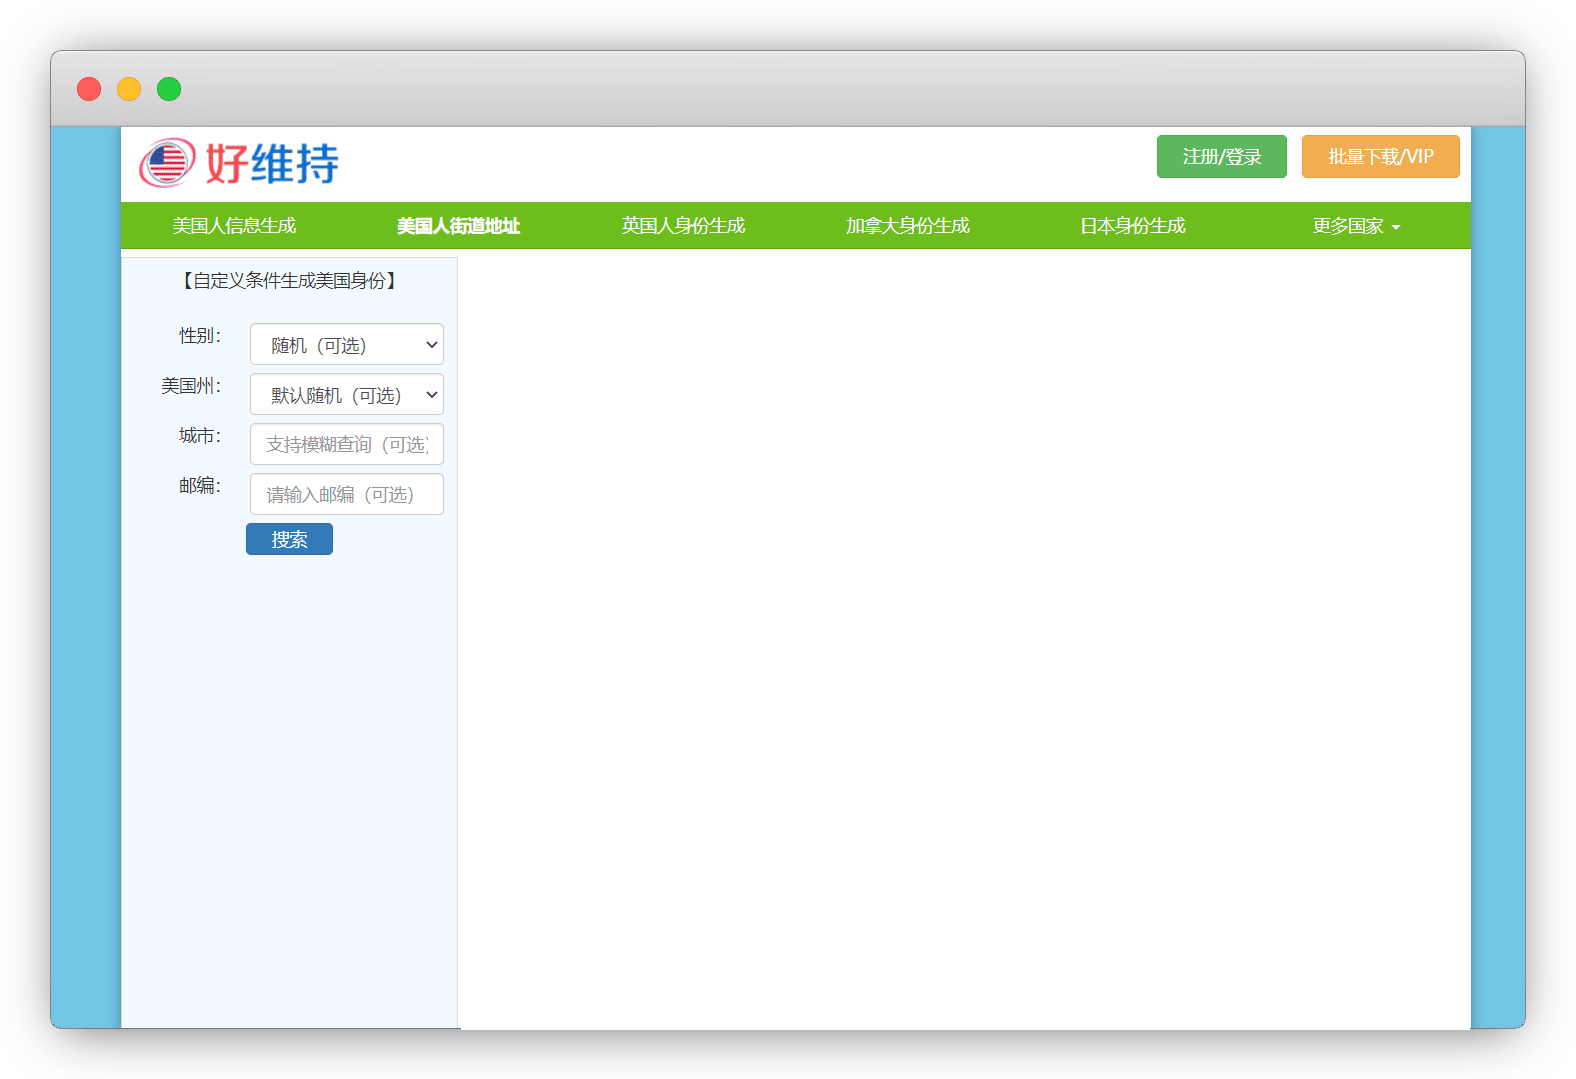 好维持
注册/登录
批量下载/VIP
美国人信息生成
美国人街道地址
英国人身份生成
加拿大身份生成
日本身份生成
更多国家
【自定义条件生成美国身份】
性别：
随机（可选）
美国州：
默认随机（可选）
城市：
支持模糊查询（可选）
邮编：
请输入邮编（可选）
搜索